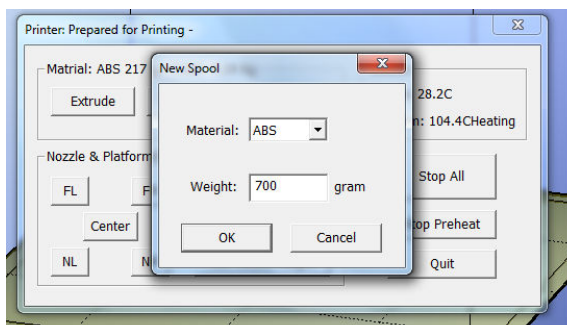 Printer: Prepared for Printing -
Matrial: ABS 217
New Spool
Extrude
28.2C
104.4CHeating
Material: ABS
Nozzle & Platform
Weight: 700 gram
Stop All
FL
Center
OK
Cancel
Preheat
NL
Quit